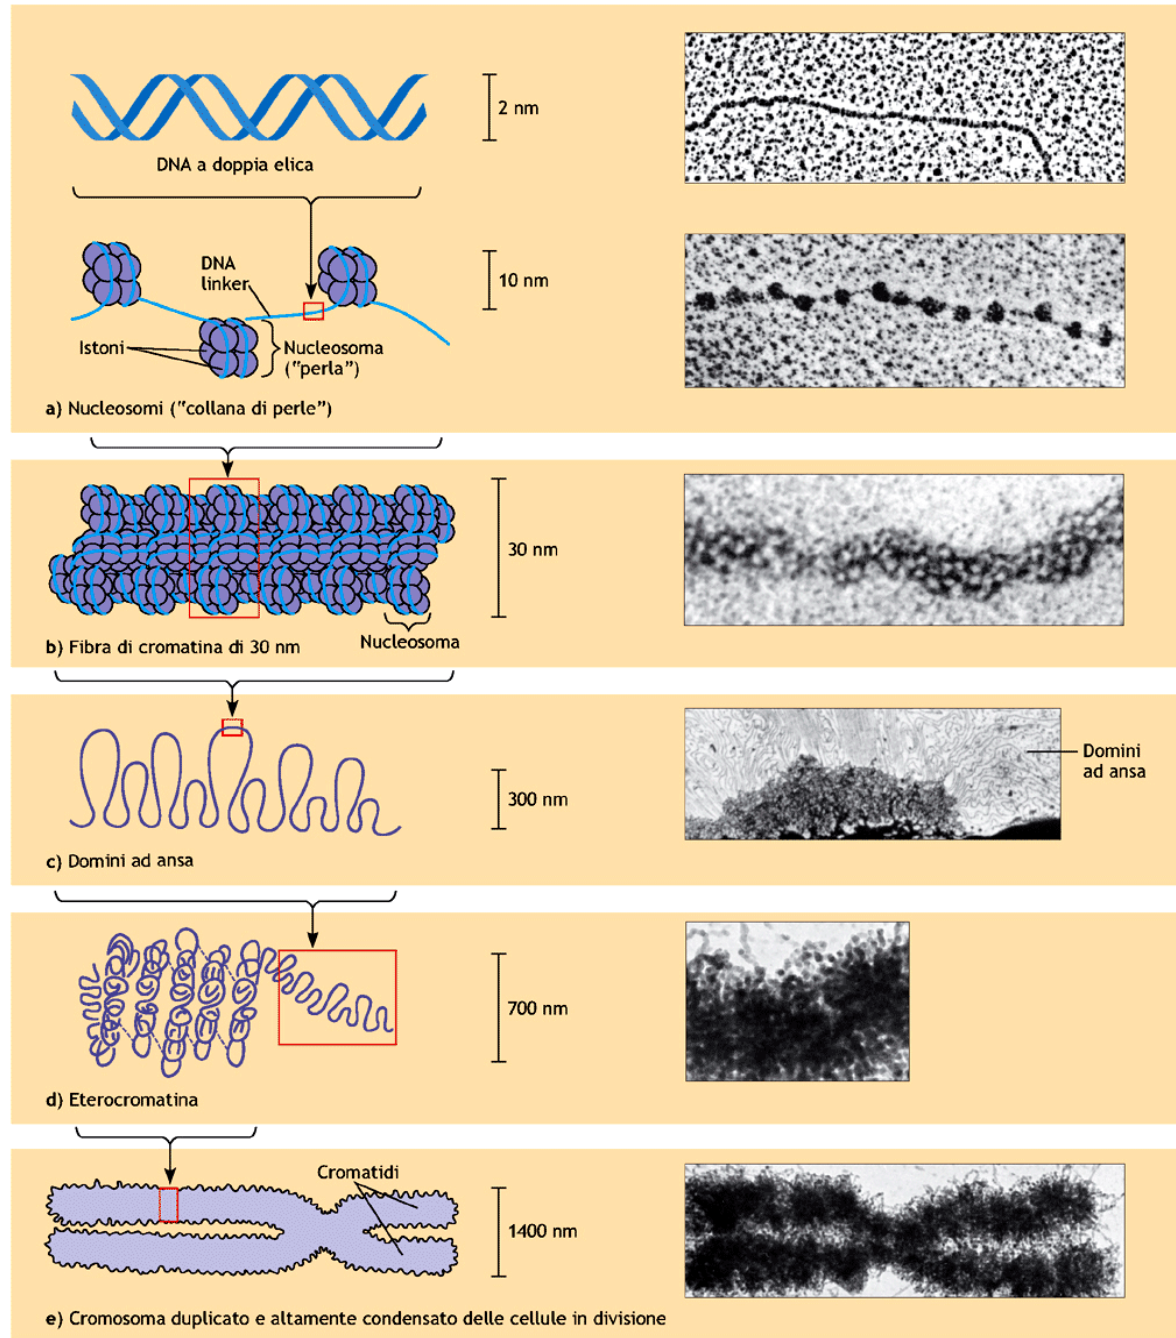 2 nm
DNA a doppia elica
DNA
linker
10 nm
Istoni
Nucleosoma
("perla")
a) Nucleosomi ("collana di perle")
30 nm
Nucleosoma
b) Fibra di cromatina di 30 nm
Domini
ad ansa
300 nm
c) Domini ad ansa
700 nm
d) Eterocromatina
Cromatidi
1400 nm
e) Cromosoma duplicato e altamente condensato delle cellule in divisione